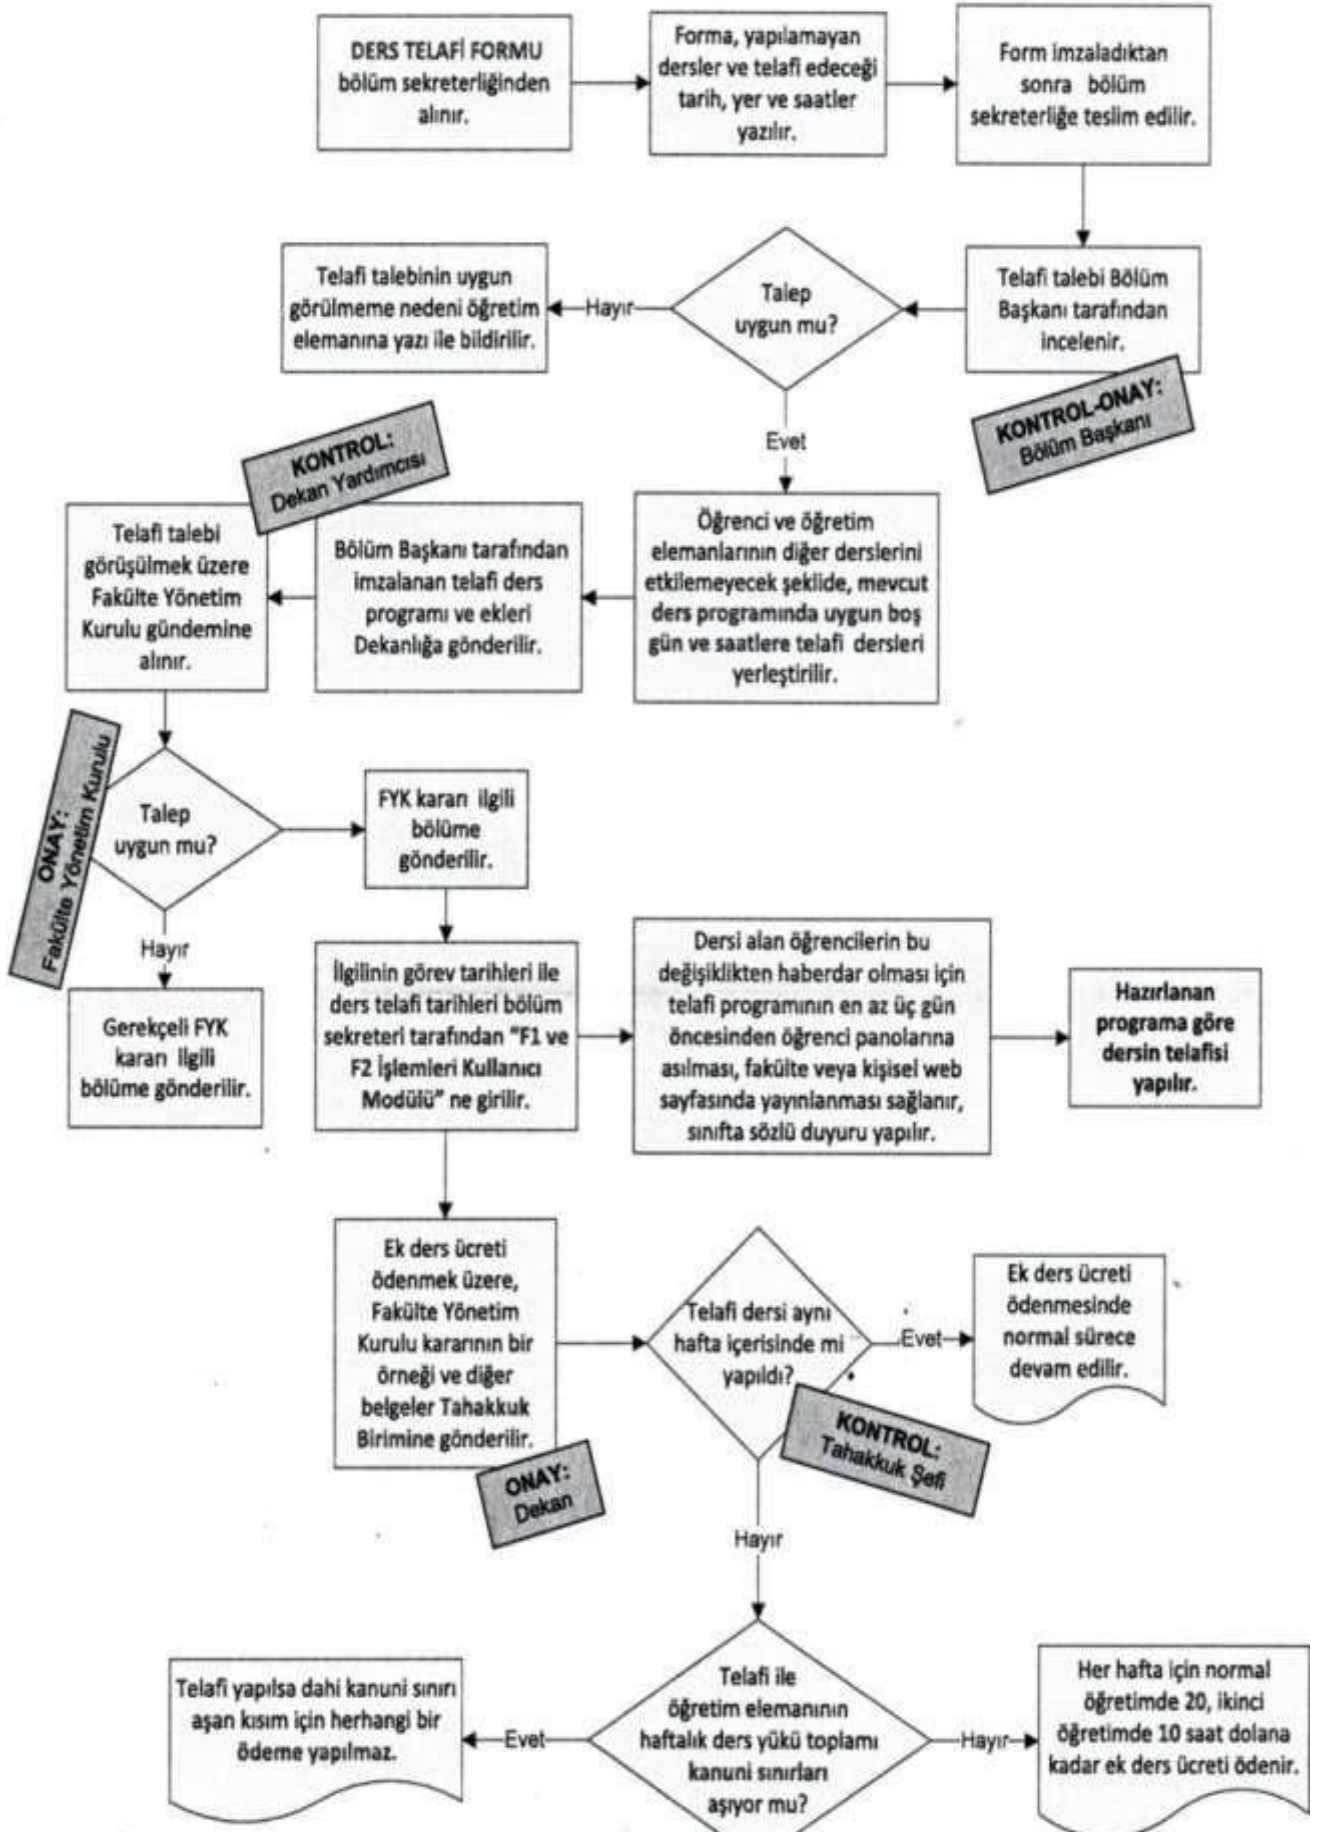 DERS TELAFİ FORMU
bölüm sekreterliğinden
alınır.
Forma, yapılamayan
dersler ve telafi edeceği
tarih, yer ve saatler
yazılır.
Form imzaladıktan
sonra bölüm
sekreterliğe teslim edilir.
Telafi talebinin uygun
görülmeme nedeni öğretim
elemanına yazı ile bildirilir.
Hayır
Talep
uygun mu?
Telafi talebi Bölüm
Başkanı tarafından
incelenir.
KONTROL-ONAY:
Bölüm Başkanı
Evet
KONTROL:
Dekan Yardımcısı
Telafi talebi
görüşülmek üzere
Fakülte Yönetim
Kurulu gündemine
alınır.
Bölüm Başkanı tarafından
imzalanan telafi ders
programı ve ekleri
Dekanlığa gönderilir.
Öğrenci ve öğretim
elemanlarının diğer derslerini
etkilemeyecek şeklide, mevcut
ders programında uygun boş
gün ve saatlere telafi dersleri
yerleştirilir.
ONAY:
Fakülte Yönetim Kurulu
Talep
uygun mu?
FYK kararı ilgili
bölüme
gönderilir.
Hayır
Gerekçeli FYK
kararı ilgili
bölüme gönderilir.
İlgilinin görev tarihleri ile
ders telafi tarihleri bölüm
sekreteri tarafından "F1 ve
F2 İşlemleri Kullanıcı
Modülü" ne girilir.
Dersi alan öğrencilerin bu
değişiklikten haberdar olması için
telafi programının en az üç gün
öncesinden öğrenci panolarına
asılması, fakülte veya kişisel web
sayfasında yayınlanması sağlanır,
sınıfta sözlü duyuru yapılır.
Hazırlanan
programa göre
dersin telafisi
yapılır.
Ek ders ücreti
ödenmek üzere,
Fakülte Yönetim
Kurulu kararının bir
örneği ve diğer
belgeler Tahakkuk
Birimine gönderilir.
ONAY:
Dekan
Telafi dersi aynı
hafta içerisinde mi
yapıldı?
Evet
Ek ders ücreti
ödenmesinde
normal sürece
devam edilir.
KONTROL:
Tahakkuk Şefi
Hayır
Telafi yapılsa dahi kanuni sınırı
aşan kısım için herhangi bir
ödeme yapılmaz.
Evet
Telafi ile
öğretim elemanının
haftalık ders yükü toplamı
kanuni sınırları
aşıyor mu?
Hayır
Her hafta için normal
öğretimde 20, ikinci
öğretimde 10 saat dolana
kadar ek ders ücreti ödenir.